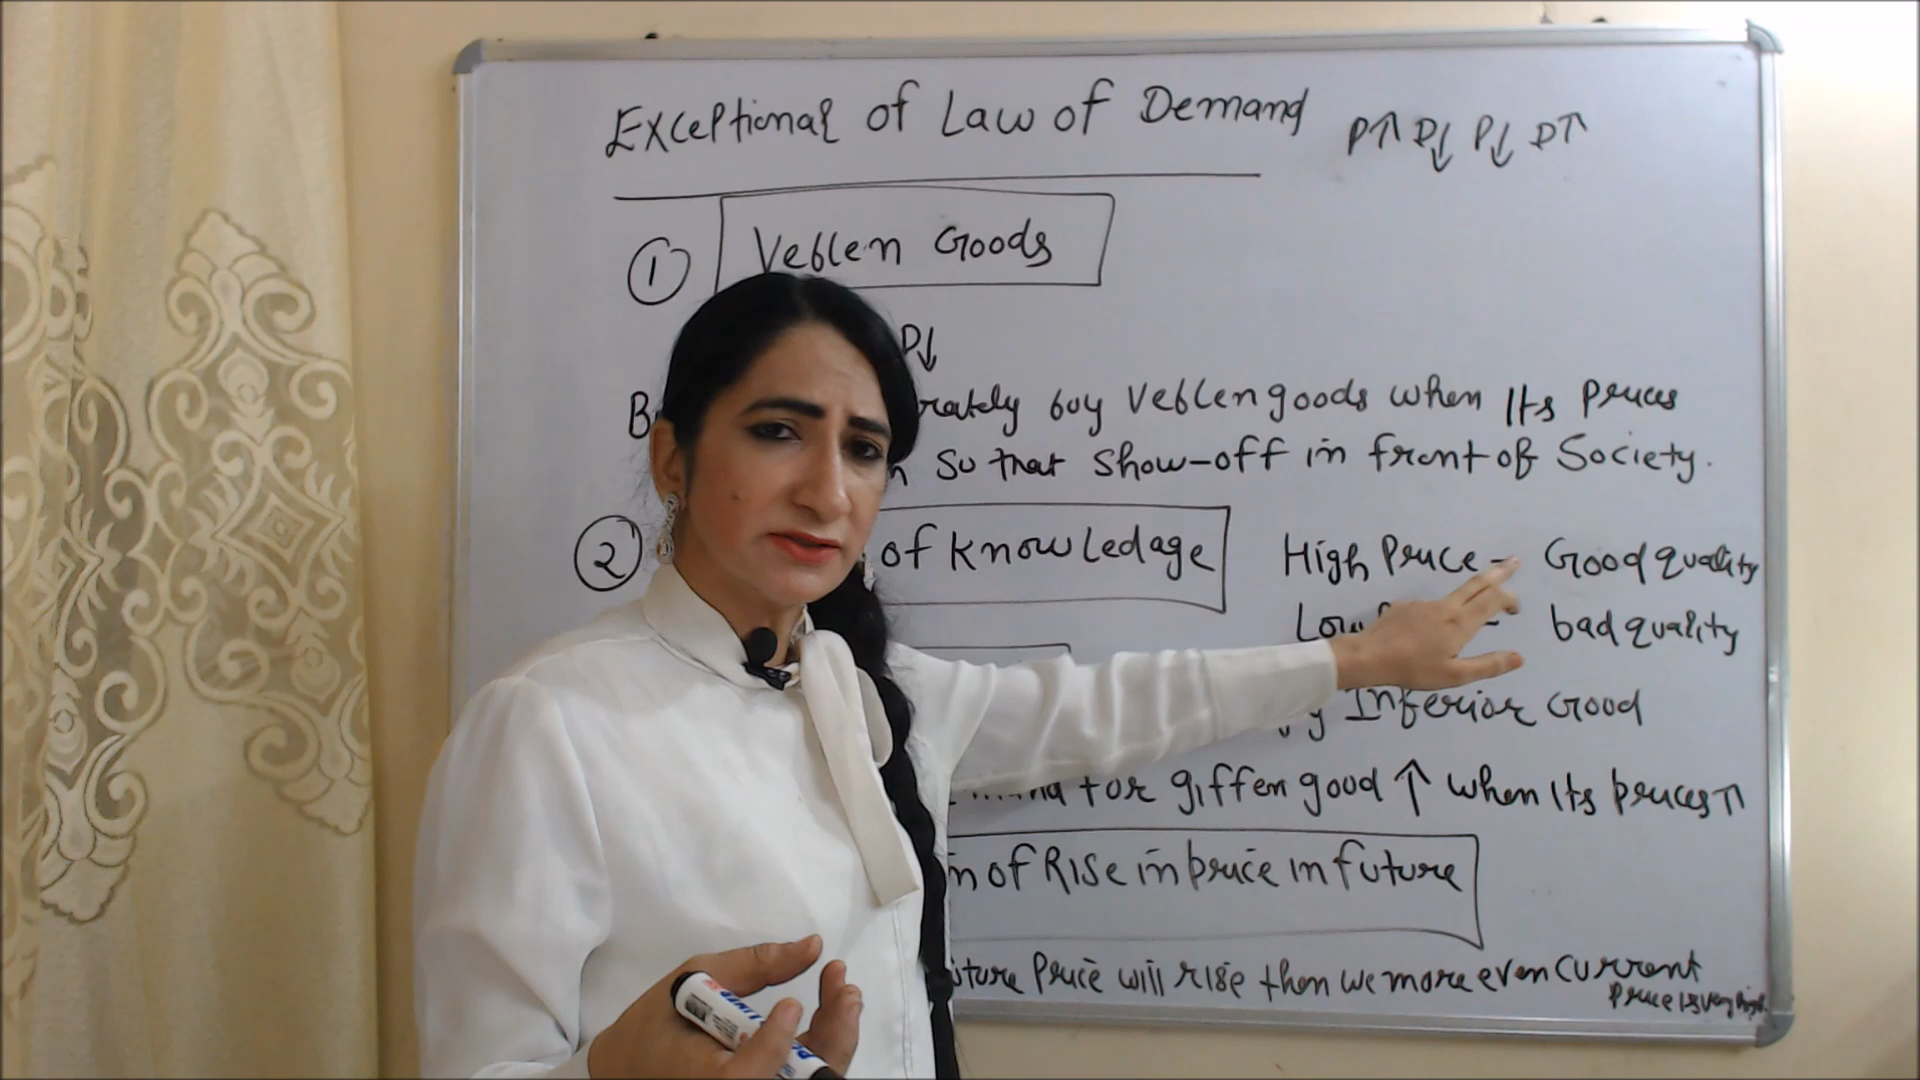 Exceptional of Law of Demand P↑ D↓ P↓ D↑
① Veblen Goods
D↓
buy Veblen goods when Its Prices
So that Show-off in front of Society.
② of Knowledage High Price - Good quality
Low bad quality
Inferior Good
for giffen good ↑ when Its prices ↑
of Rise in price in future
Price will rise then we more even Current
Price is very high